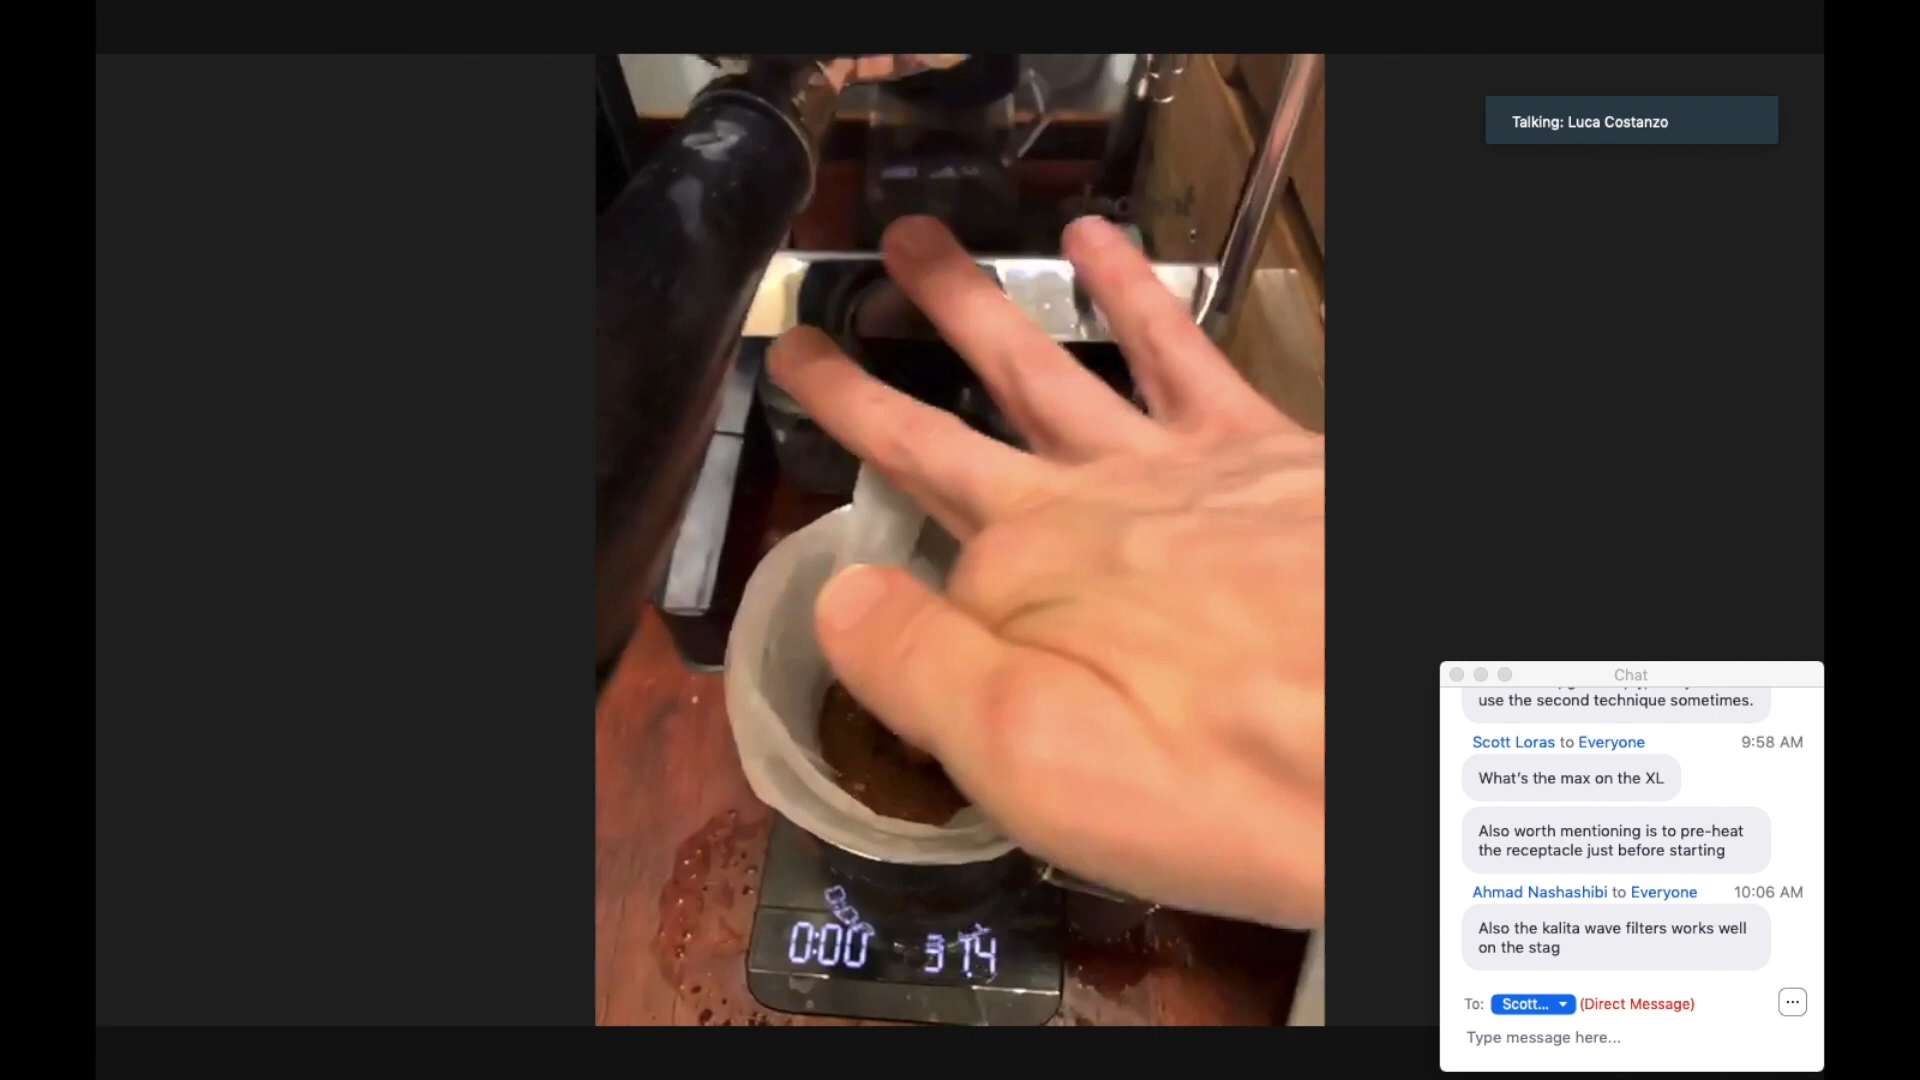 Talking: Luca Costanzo
Chat
use the second technique sometimes.
Scott Loras to Everyone 9:58 AM
What's the max on the XL
Also worth mentioning is to pre-heat
the receptacle just before starting
Ahmad Nashashibi to Everyone 10:06 AM
Also the kalita wave filters works well
on the stag
To: Scott... (Direct Message)
Type message here...
0:00